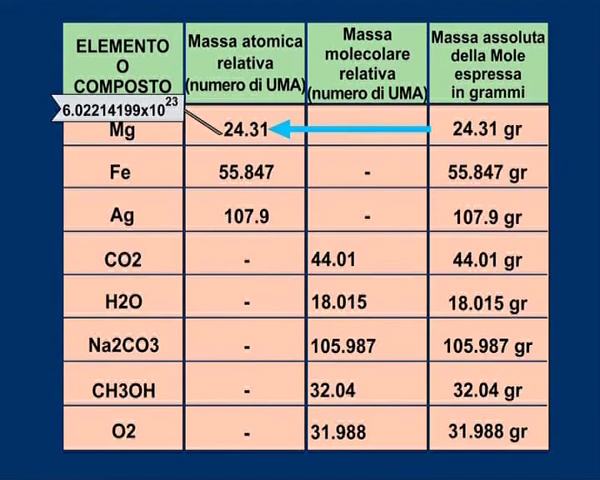 ELEMENTO
O
COMPOSTO
Massa atomica
relativa
(numero di UMA)
Massa
molecolare
relativa
(numero di UMA)
Massa assoluta
della Mole
espressa
in grammi
6.02214199x10²³
Mg 24.31 24.31 gr
Fe 55.847 - 55.847 gr
Ag 107.9 - 107.9 gr
CO2 - 44.01 44.01 gr
H2O - 18.015 18.015 gr
Na2CO3 - 105.987 105.987 gr
CH3OH - 32.04 32.04 gr
O2 - 31.988 31.988 gr